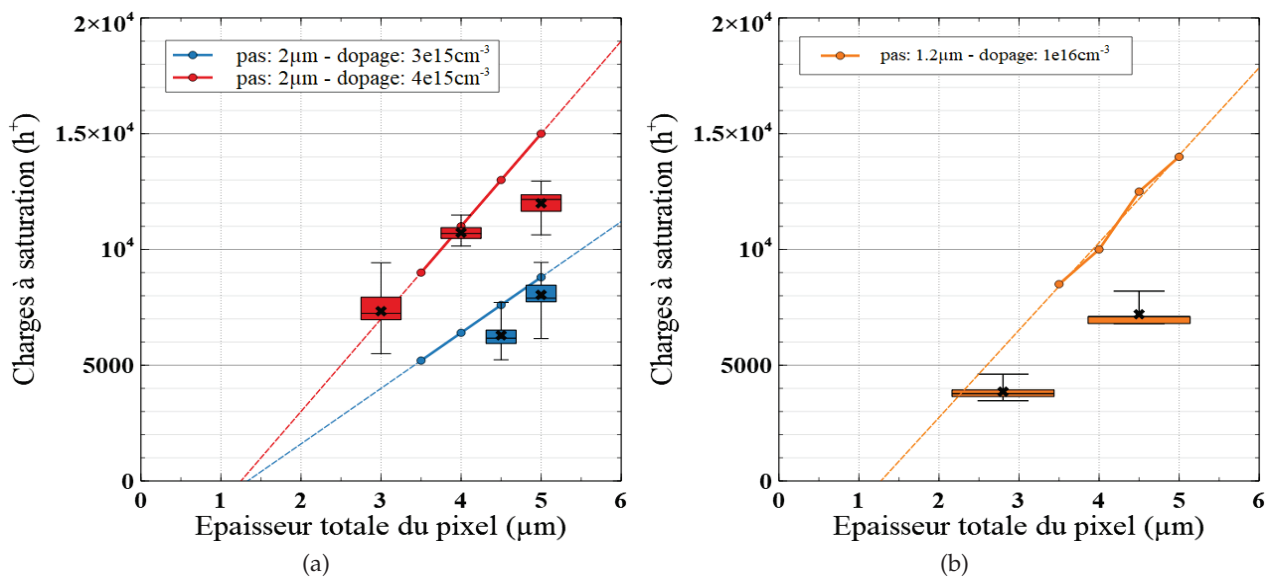 2×10⁴
1.5×10⁴
10⁴
5000
0
Charges à saturation (h⁺)
pas: 2µm - dopage: 3e15cm⁻³
pas: 2µm - dopage: 4e15cm⁻³
0 1 2 3 4 5 6
Epaisseur totale du pixel (µm)
(a)
2×10⁴
1.5×10⁴
10⁴
5000
0
Charges à saturation (h⁺)
pas: 1.2µm - dopage: 1e16cm⁻³
0 1 2 3 4 5 6
Epaisseur totale du pixel (µm)
(b)